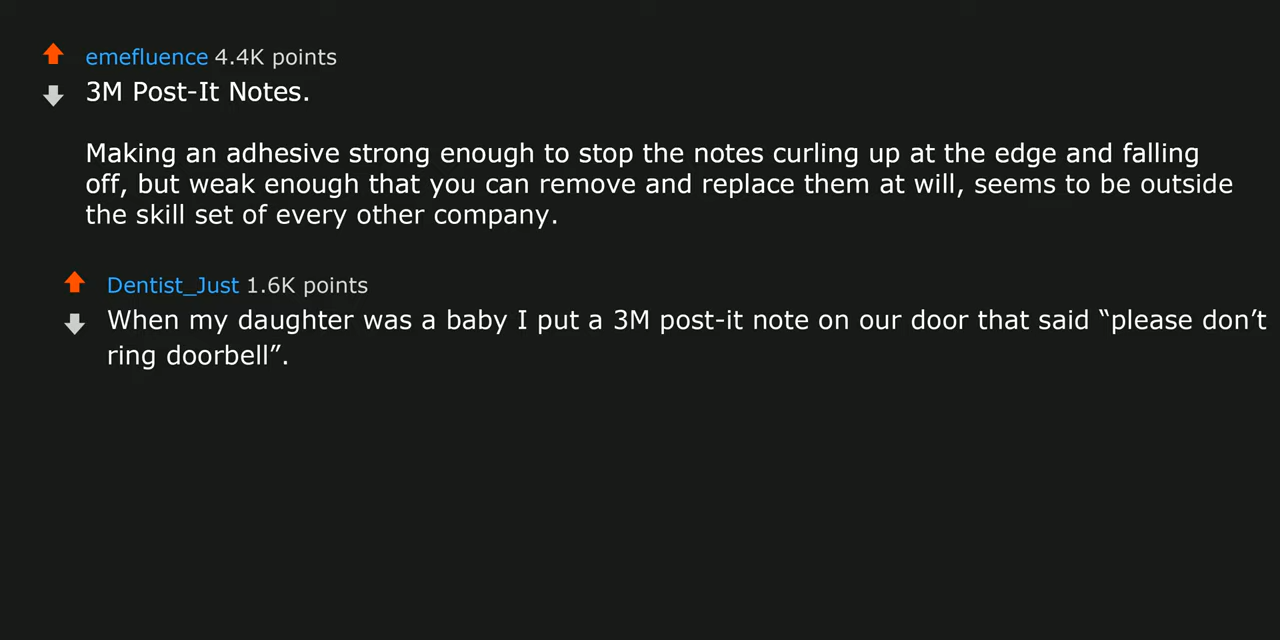 emefluence 4.4K points
3M Post-It Notes.
Making an adhesive strong enough to stop the notes curling up at the edge and falling
off, but weak enough that you can remove and replace them at will, seems to be outside
the skill set of every other company.
Dentist_Just 1.6K points
When my daughter was a baby I put a 3M post-it note on our door that said “please don’t
ring doorbell”.